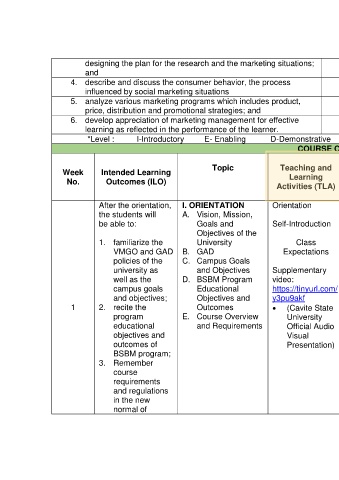 designing the plan for the research and the marketing situations;
and
4. describe and discuss the consumer behavior, the process
influenced by social marketing situations
5. analyze various marketing programs which includes product,
price, distribution and promotional strategies; and
6. develop appreciation of marketing management for effective
learning as reflected in the performance of the learner.
*Level ; I-Introductory E- Enabling D-Demonstrative
COURSE C
Week
No.
Intended Learning
Outcomes (ILO)
Topic
Teaching and
Learning
Activities (TLA)
1
After the orientation,
the students will
be able to:
1. familiarize the
VMGO and GAD
policies of the
university as
well as the
campus goals
and objectives;
2. recite the
program
educational
objectives and
outcomes of
BSBM program;
3. Remember
course
requirements
and regulations
in the new
normal of
I. ORIENTATION
A. Vision, Mission,
Goals and
Objectives of the
University
B. GAD
C. Campus Goals
and Objectives
D. BSBM Program
Educational
Objectives and
Outcomes
E. Course Overview
and Requirements
Orientation
Self-Introduction
Class
Expectations
Supplementary
video:
https://tinyurl.com/
y3pu9akf
• (Cavite State
University
Official Audio
Visual
Presentation)